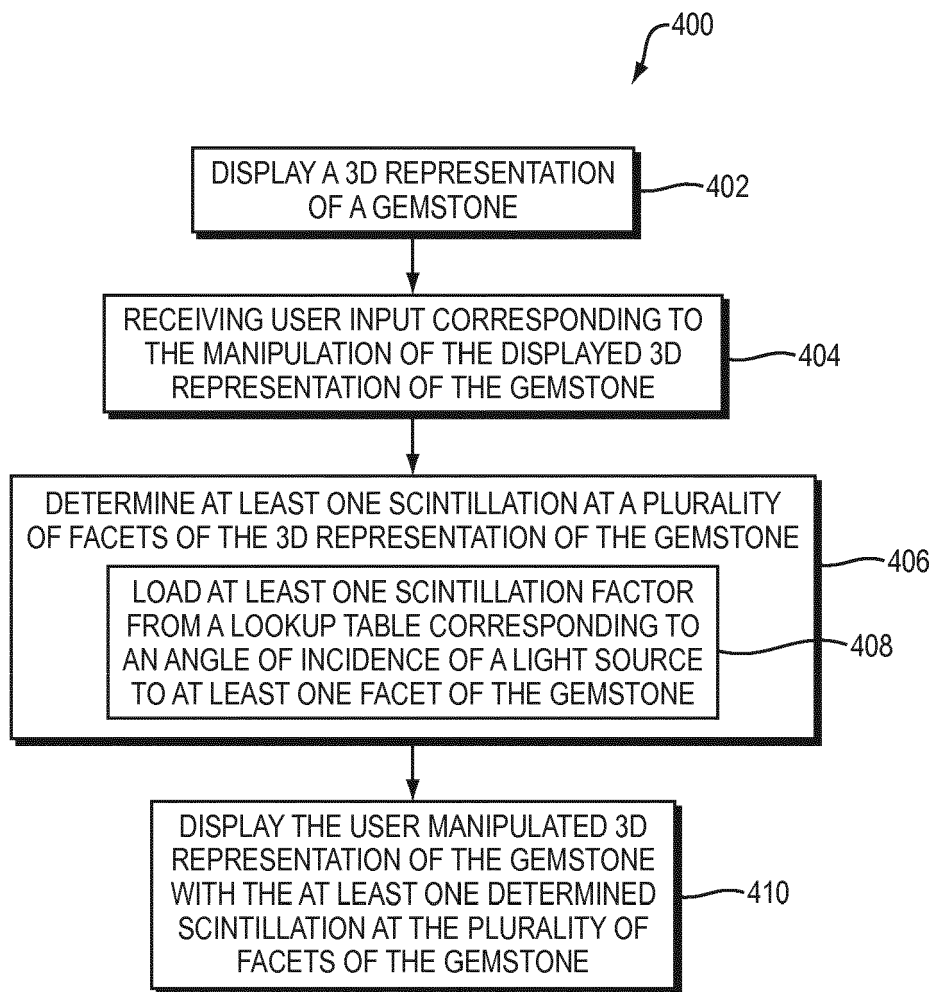 400
DISPLAY A 3D REPRESENTATION
OF A GEMSTONE
402
RECEIVING USER INPUT CORRESPONDING TO
THE MANIPULATION OF THE DISPLAYED 3D
REPRESENTATION OF THE GEMSTONE
404
DETERMINE AT LEAST ONE SCINTILLATION AT A PLURALITY
OF FACETS OF THE 3D REPRESENTATION OF THE GEMSTONE
406
LOAD AT LEAST ONE SCINTILLATION FACTOR
FROM A LOOKUP TABLE CORRESPONDING TO
AN ANGLE OF INCIDENCE OF A LIGHT SOURCE
TO AT LEAST ONE FACET OF THE GEMSTONE
408
DISPLAY THE USER MANIPULATED 3D
REPRESENTATION OF THE GEMSTONE
WITH THE AT LEAST ONE DETERMINED
SCINTILLATION AT THE PLURALITY OF
FACETS OF THE GEMSTONE
410